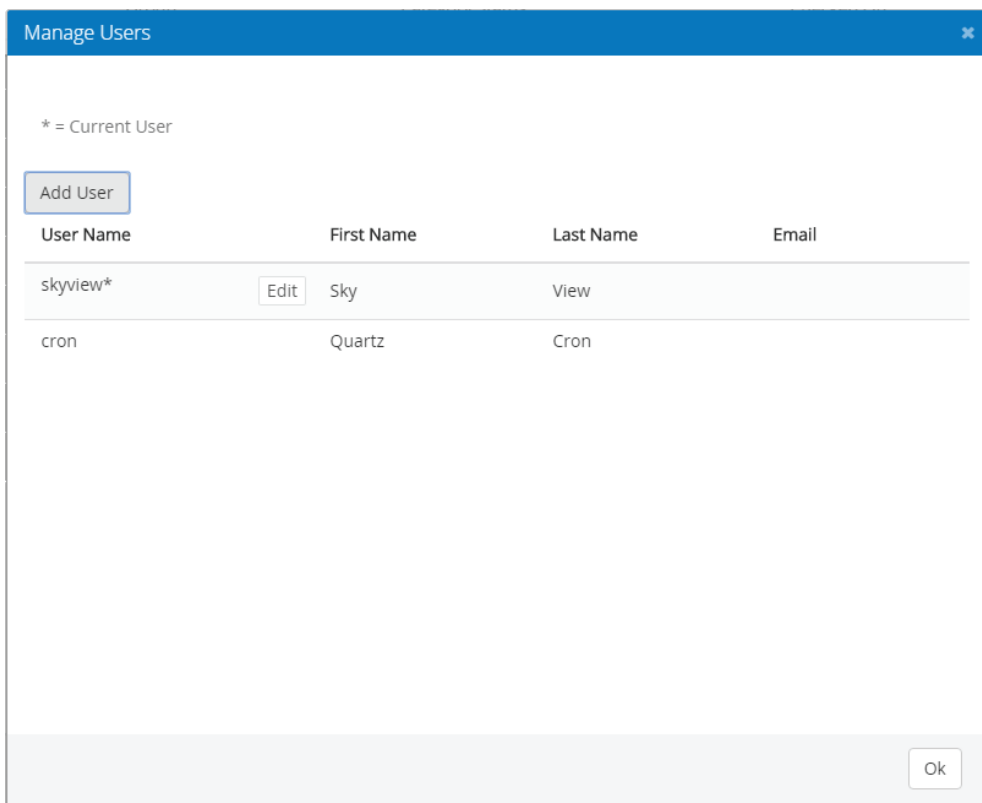 Manage Users
* = Current User
Add User
User Name First Name Last Name Email
skyview* Edit Sky View
cron Quartz Cron
Ok